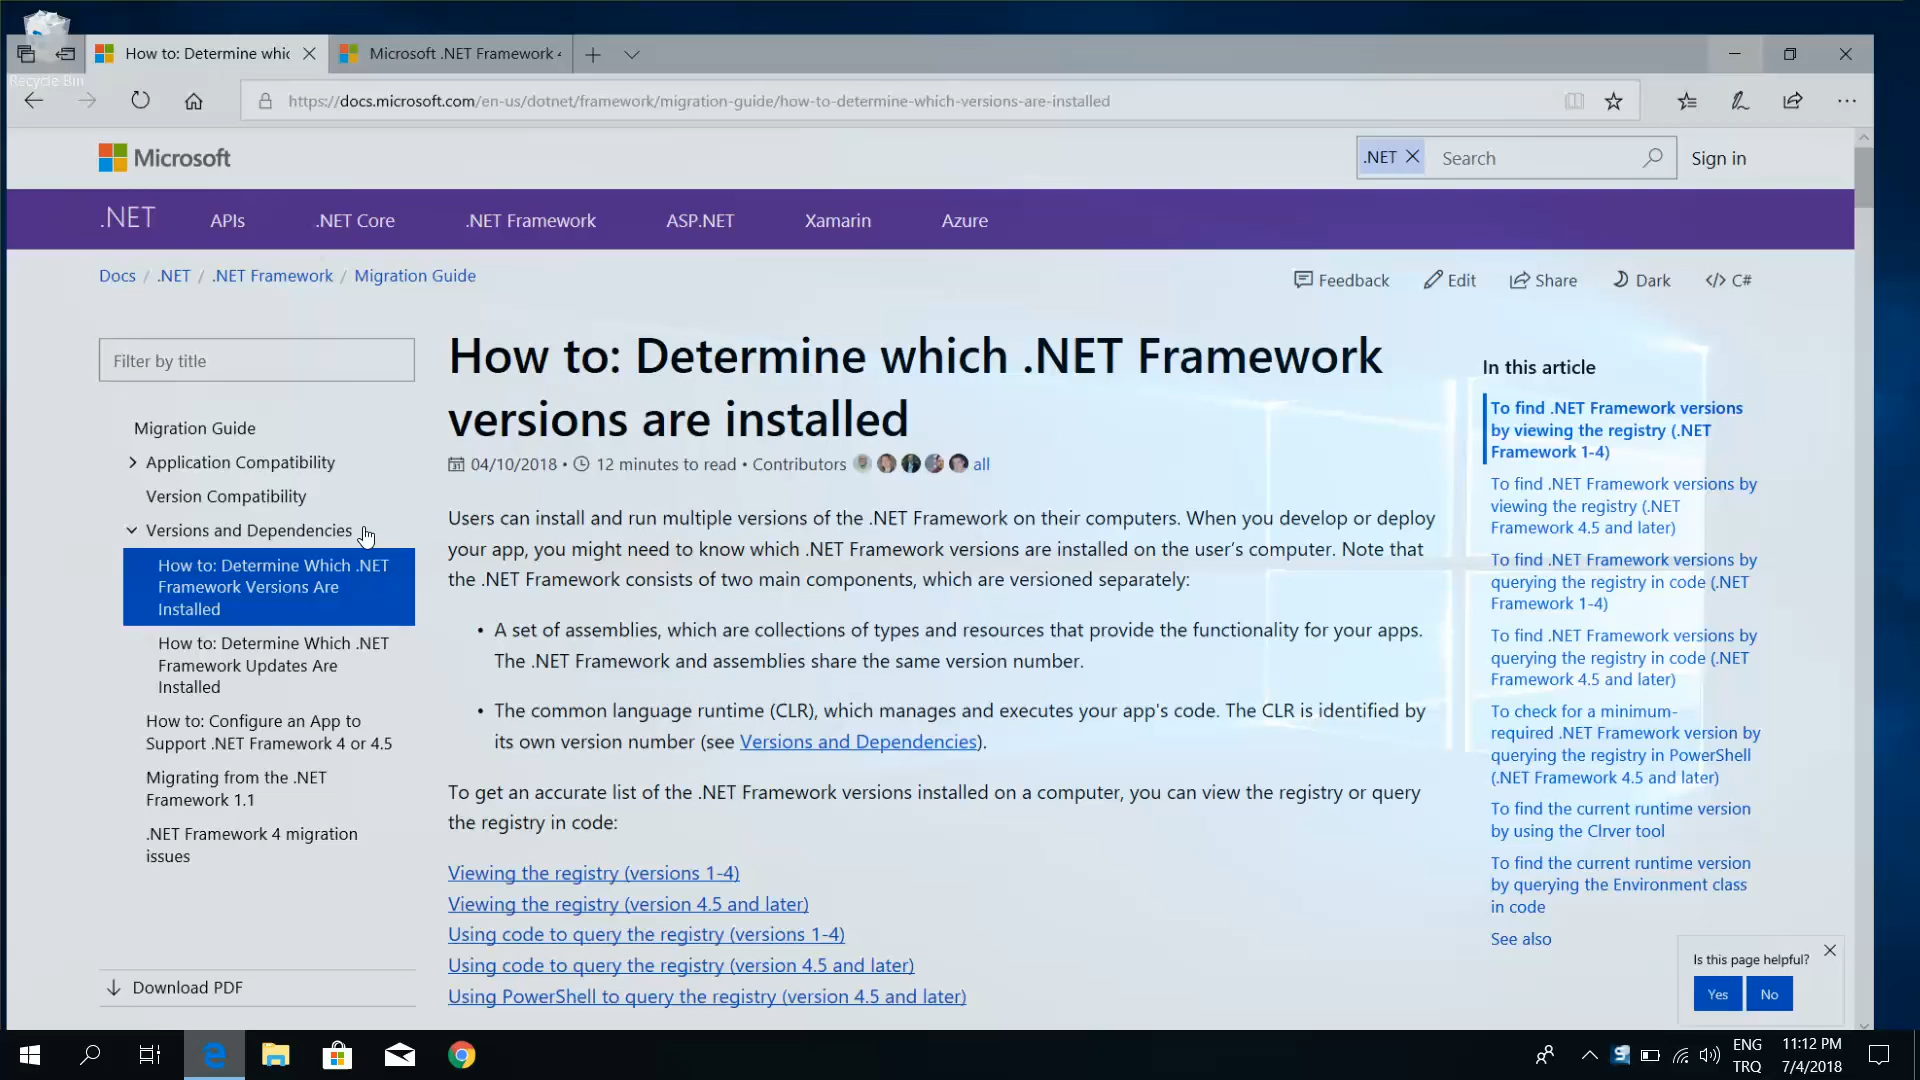 Recycle Bin
How to: Determine whic
Microsoft .NET Framework
https://docs.microsoft.com/en-us/dotnet/framework/migration-guide/how-to-determine-which-versions-are-installed
Microsoft
.NET
Search
Sign in
.NET
APIs
.NET Core
.NET Framework
ASP.NET
Xamarin
Azure
Docs / .NET / .NET Framework / Migration Guide
Feedback
Edit
Share
Dark
</> C#
Filter by title
Migration Guide
Application Compatibility
Version Compatibility
Versions and Dependencies
How to: Determine Which .NET
Framework Versions Are
Installed
How to: Determine Which .NET
Framework Updates Are
Installed
How to: Configure an App to
Support .NET Framework 4 or 4.5
Migrating from the .NET
Framework 1.1
.NET Framework 4 migration
issues
Download PDF
How to: Determine which .NET Framework
versions are installed
04/10/2018 • 12 minutes to read • Contributors all
Users can install and run multiple versions of the .NET Framework on their computers. When you develop or deploy
your app, you might need to know which .NET Framework versions are installed on the user's computer. Note that
the .NET Framework consists of two main components, which are versioned separately:
• A set of assemblies, which are collections of types and resources that provide the functionality for your apps.
The .NET Framework and assemblies share the same version number.
• The common language runtime (CLR), which manages and executes your app's code. The CLR is identified by
its own version number (see Versions and Dependencies).
To get an accurate list of the .NET Framework versions installed on a computer, you can view the registry or query
the registry in code:
Viewing the registry (versions 1-4)
Viewing the registry (version 4.5 and later)
Using code to query the registry (versions 1-4)
Using code to query the registry (version 4.5 and later)
Using PowerShell to query the registry (version 4.5 and later)
In this article
To find .NET Framework versions
by viewing the registry (.NET
Framework 1-4)
To find .NET Framework versions by
viewing the registry (.NET
Framework 4.5 and later)
To find .NET Framework versions by
querying the registry in code (.NET
Framework 1-4)
To find .NET Framework versions by
querying the registry in code (.NET
Framework 4.5 and later)
To check for a minimum-
required .NET Framework version by
querying the registry in PowerShell
(.NET Framework 4.5 and later)
To find the current runtime version
by using the Clrver tool
To find the current runtime version
by querying the Environment class
in code
See also
Is this page helpful?
Yes
No
ENG
TRQ
11:12 PM
7/4/2018